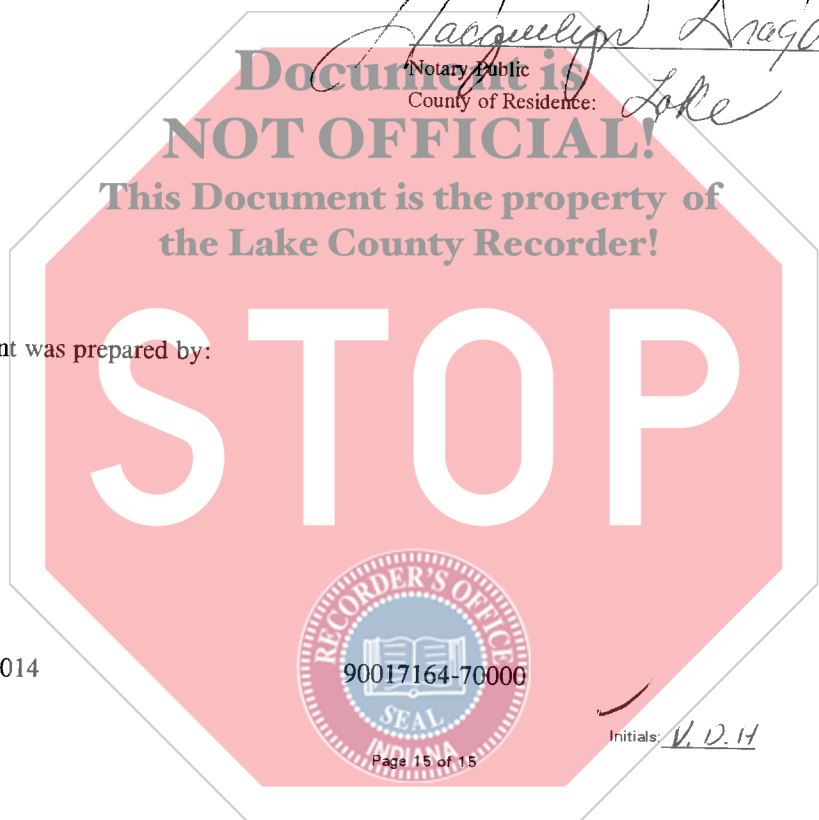 Jacquelyn
Document is
Notary Public
County of Residence: Lake
NOT OFFICIAL!
This Document is the property of
the Lake County Recorder!
nt was prepared by:
STOP
RECORDER'S OFFICE
014
90017164-70000
SEAL
INDIANA
Initials: V. D. H
Page 15 of 15